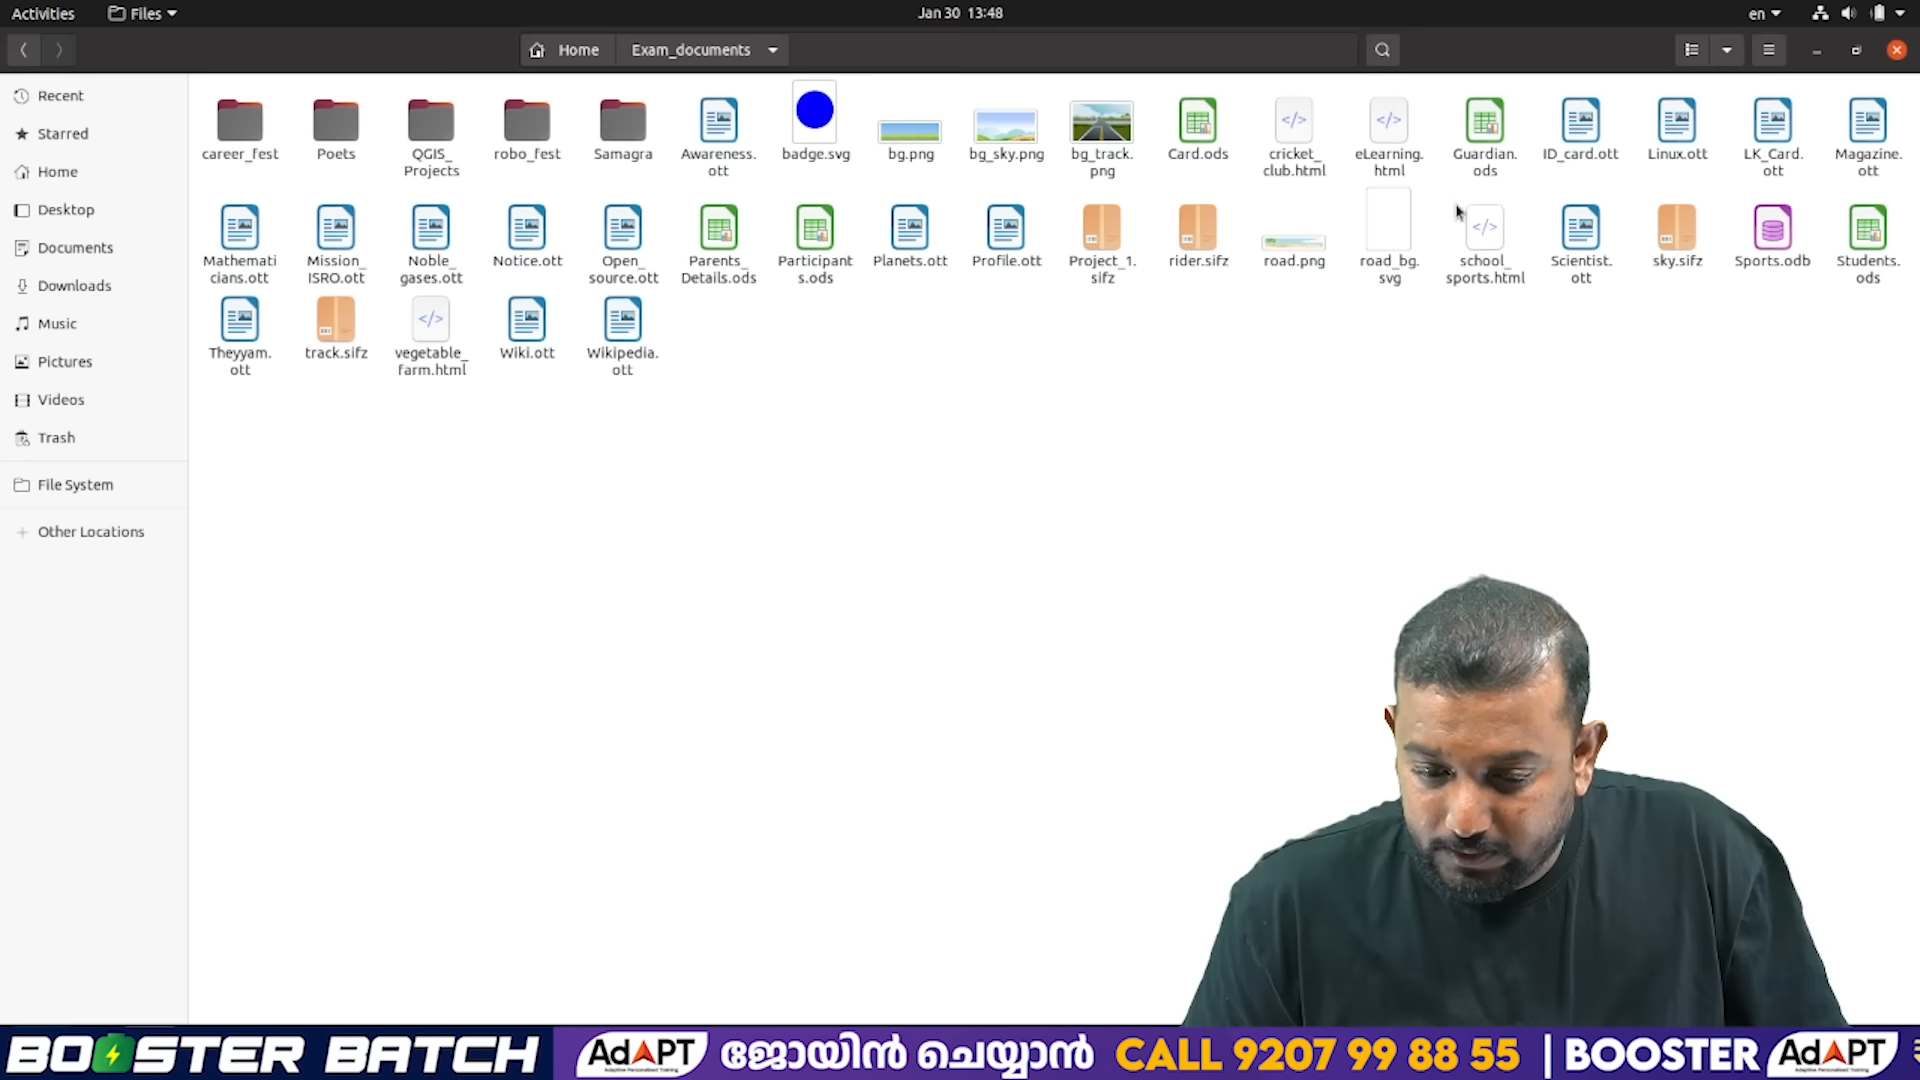 Activities Files Jan 30 13:48 en
Home Exam_documents
Recent
Starred
Home
Desktop
Documents
Downloads
Music
Pictures
Videos
Trash
File System
Other Locations
career_fest Poets QGIS_ robo_fest Samagra Awareness. badge.svg bg.png bg_sky.png bg_track. Card.ods cricket_ eLearning. Guardian. ID_card.ott Linux.ott LK_Card. Magazine.
Projects ott png club.html html ods ott ott
Mathemati Mission_ Noble_ Notice.ott Open_ Parents_ Participant Planets.ott Profile.ott Project_1. rider.sifz road.png road_bg. school_ Scientist. sky.sifz Sports.odb Students.
cians.ott ISRO.ott gases.ott source.ott Details.ods s.ods sifz svg sports.html ott ods
Theyyam. track.sifz vegetable_ Wiki.ott Wikipedia.
ott farm.html ott
BOOSTER BATCH AdAPT ജോയിൻ ചെയ്യാൻ CALL 9207 99 88 55 | BOOSTER AdAPT